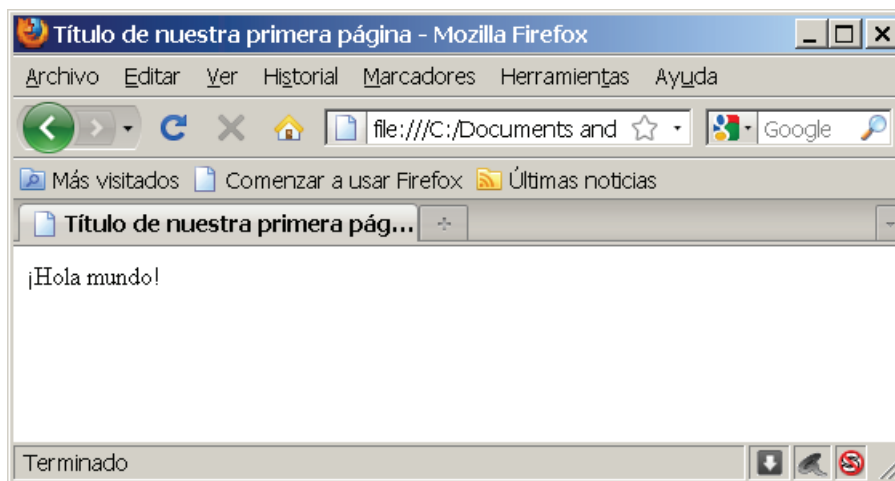 Título de nuestra primera página - Mozilla Firefox
Archivo Editar Ver Historial Marcadores Herramientas Ayuda
file:///C:/Documents and Google
Más visitados Comenzar a usar Firefox Últimas noticias
Título de nuestra primera pág...
¡Hola mundo!
Terminado